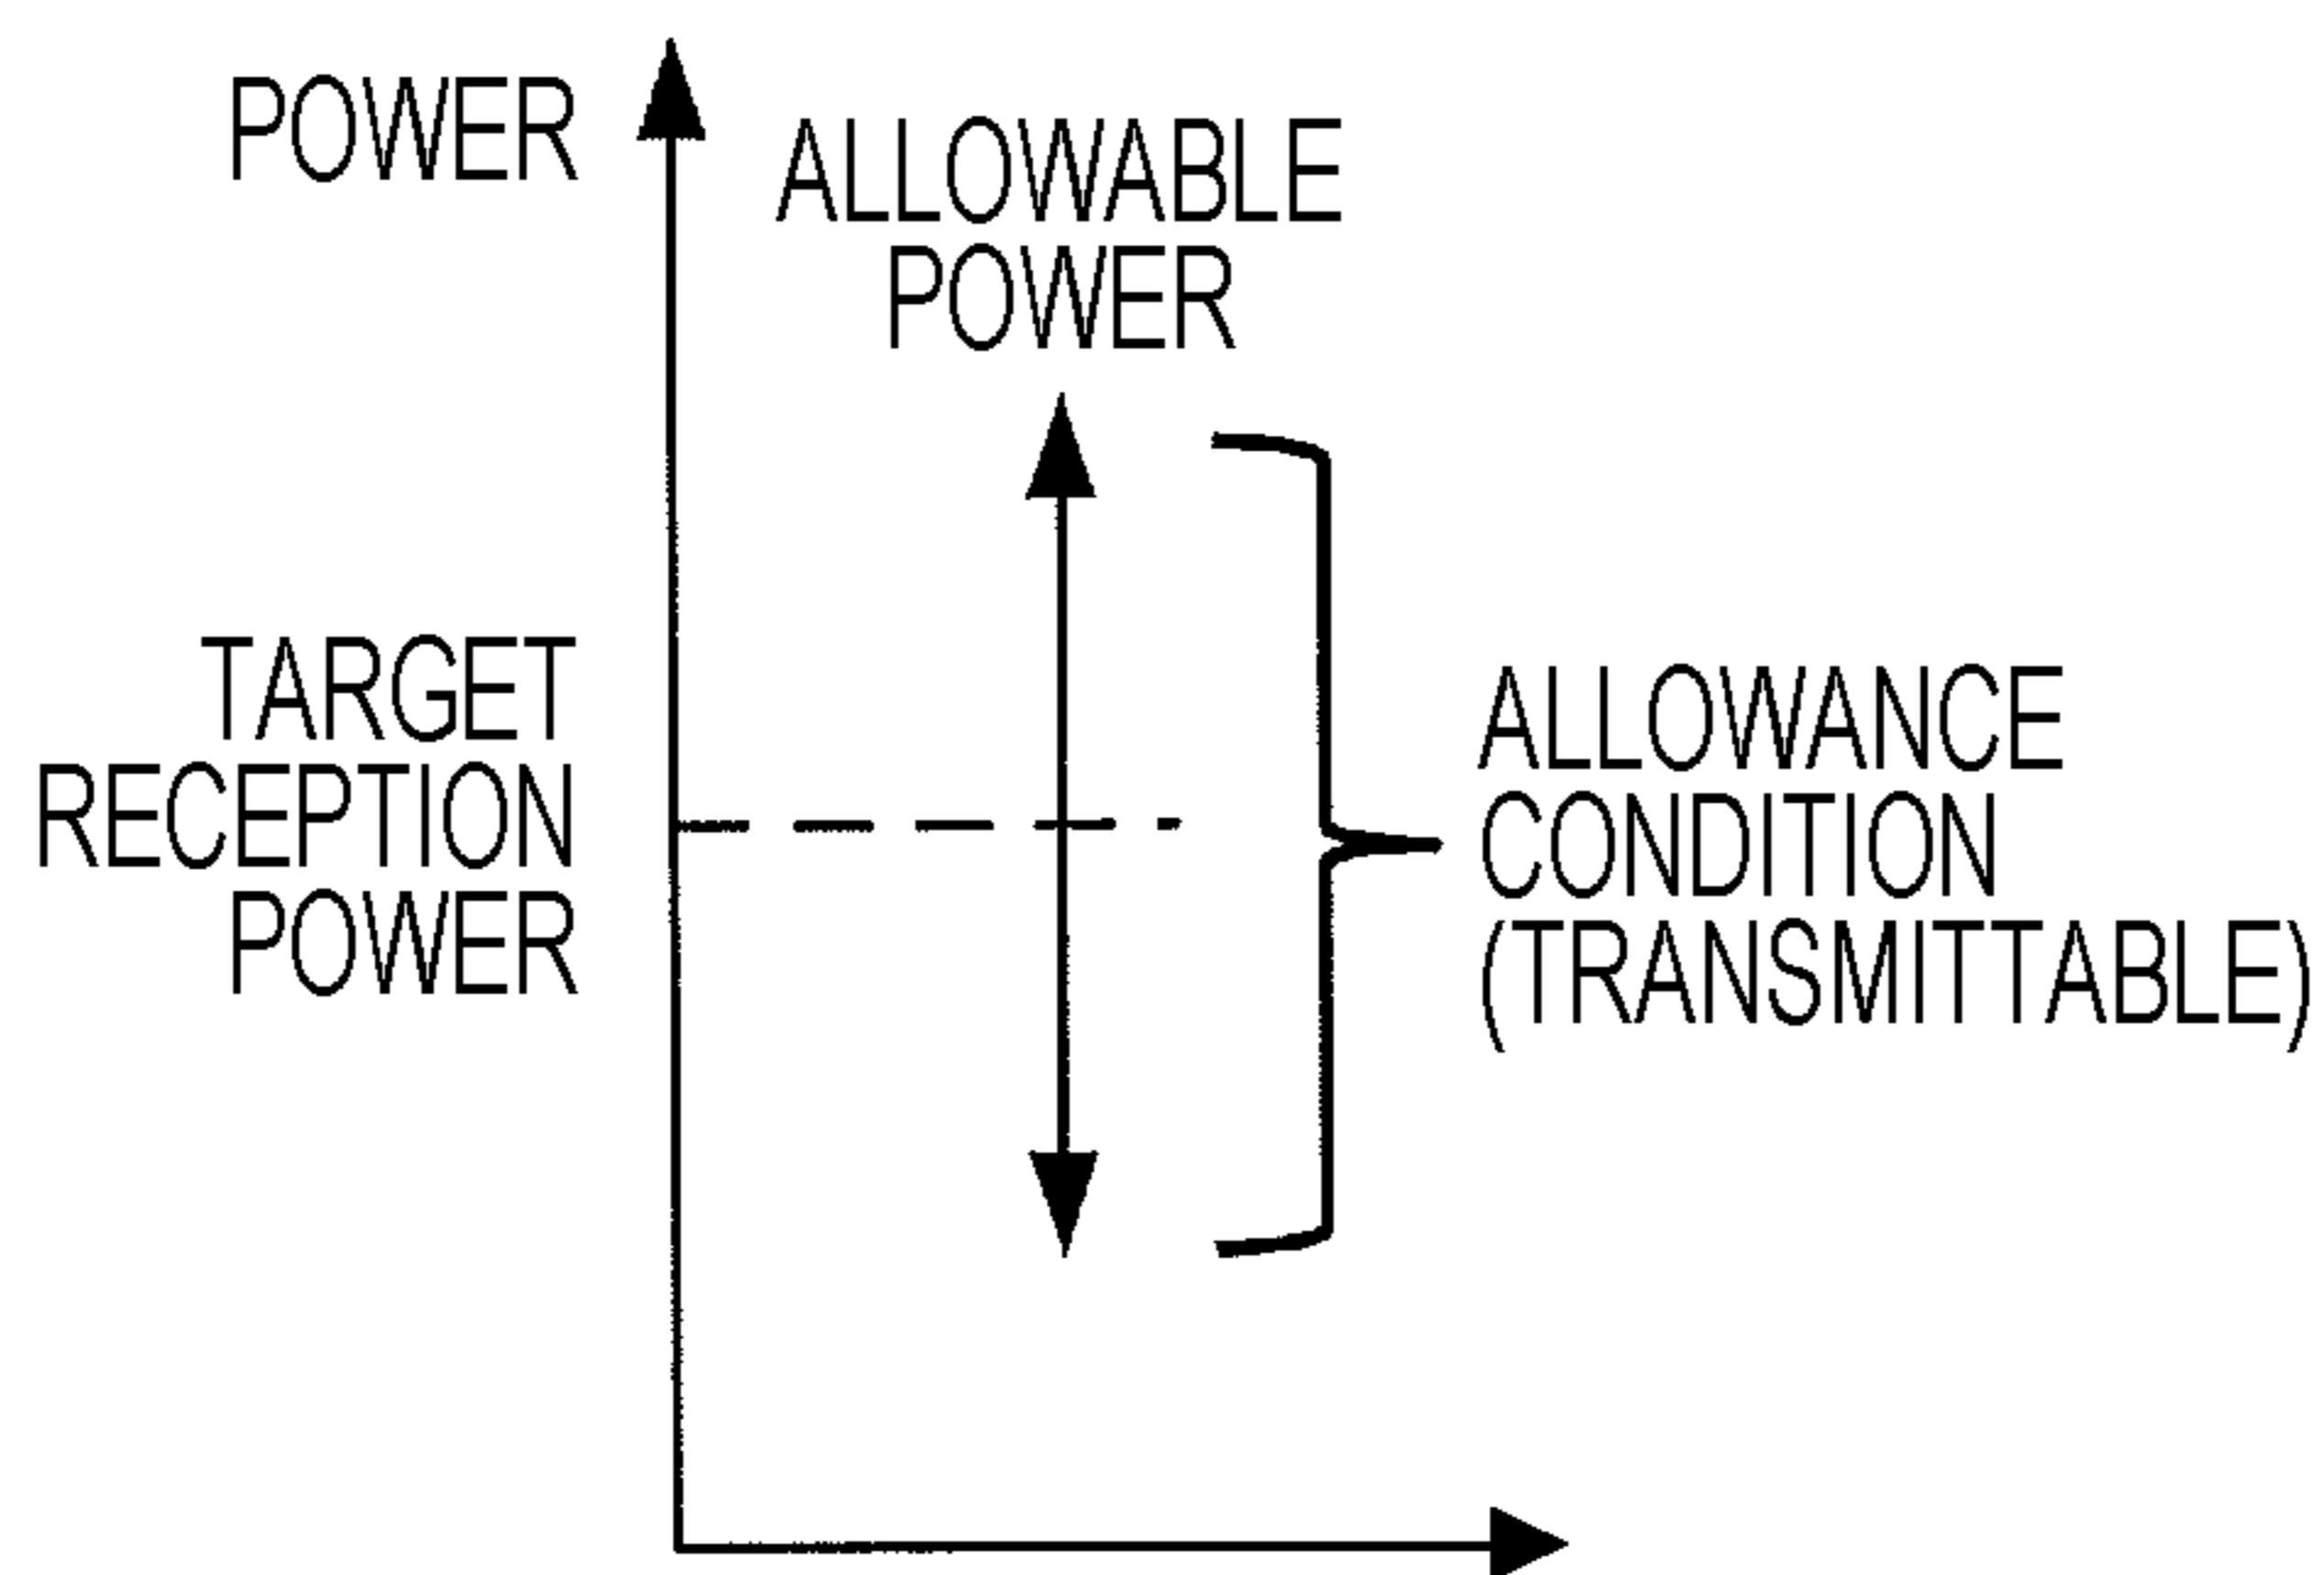 POWER
ALLOWABLE
POWER
TARGET
RECEPTION
POWER
ALLOWANCE
CONDITION
(TRANSMITTABLE)